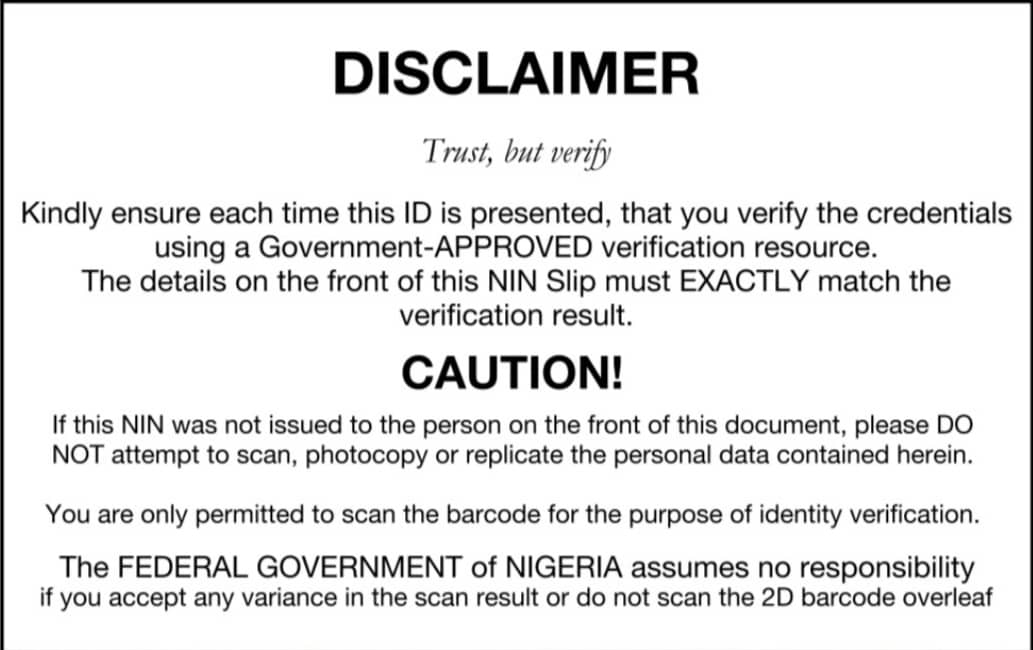 DISCLAIMER
Trust, but verify
Kindly ensure each time this ID is presented, that you verify the credentials
using a Government-APPROVED verification resource.
The details on the front of this NIN Slip must EXACTLY match the
verification result.
CAUTION!
If this NIN was not issued to the person on the front of this document, please DO
NOT attempt to scan, photocopy or replicate the personal data contained herein.
You are only permitted to scan the barcode for the purpose of identity verification.
The FEDERAL GOVERNMENT of NIGERIA assumes no responsibility
if you accept any variance in the scan result or do not scan the 2D barcode overleaf